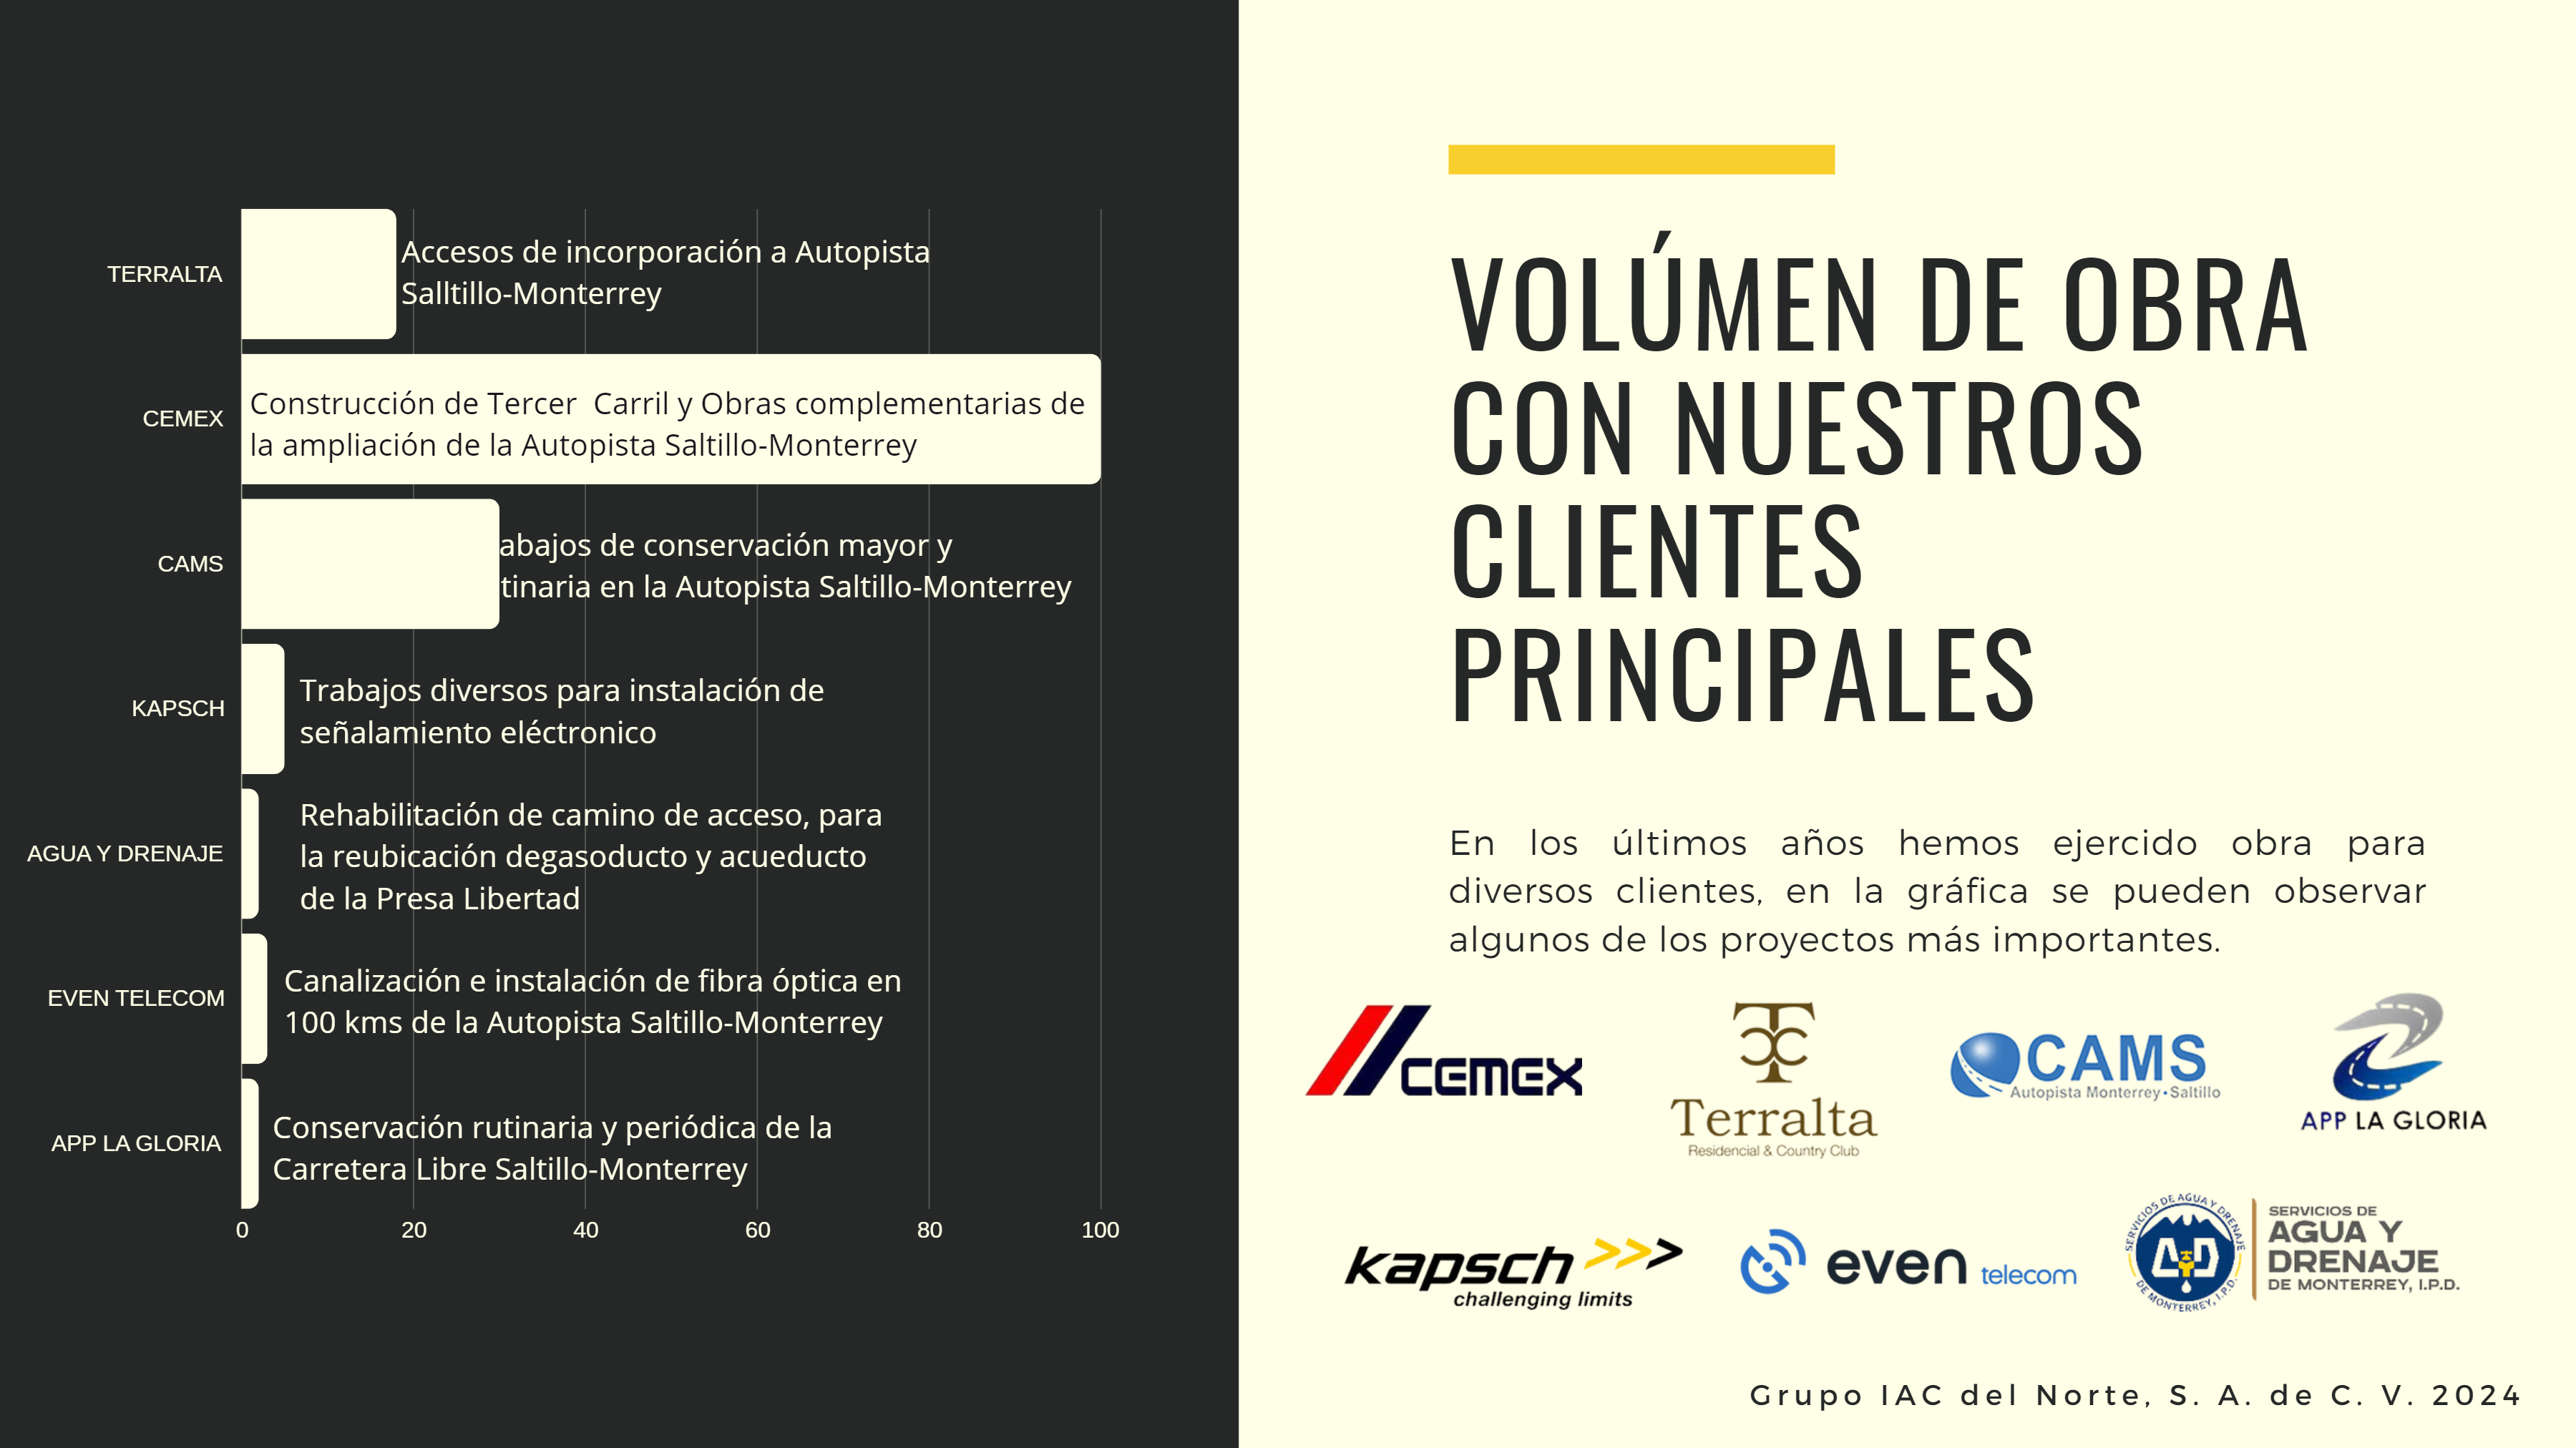 TERRALTA
Accesos de incorporación a Autopista
Salltillo-Monterrey
CEMEX
Construcción de Tercer Carril y Obras complementarias de
la ampliación de la Autopista Saltillo-Monterrey
CAMS
abajos de conservación mayor y
tinaria en la Autopista Saltillo-Monterrey
KAPSCH
Trabajos diversos para instalación de
señalamiento eléctronico
AGUA Y DRENAJE
Rehabilitación de camino de acceso, para
la reubicación degasoducto y acueducto
de la Presa Libertad
EVEN TELECOM
Canalización e instalación de fibra óptica en
100 kms de la Autopista Saltillo-Monterrey
APP LA GLORIA
Conservación rutinaria y periódica de la
Carretera Libre Saltillo-Monterrey
0 20 40 60 80 100
VOLÚMEN DE OBRA
CON NUESTROS
CLIENTES
PRINCIPALES
En los últimos años hemos ejercido obra para
diversos clientes, en la gráfica se pueden observar
algunos de los proyectos más importantes.
CEMEX
Terralta
Residencial & Country Club
CAMS
Autopista Monterrey•Saltillo
APP LA GLORIA
kapsch >>>
challenging limits
even telecom
SERVICIOS DE AGUA Y DRENAJE
DE MONTERREY, I.P.D.
AyD
SERVICIOS DE
AGUA Y
DRENAJE
DE MONTERREY, I.P.D.
Grupo IAC del Norte, S. A. de C. V. 2024